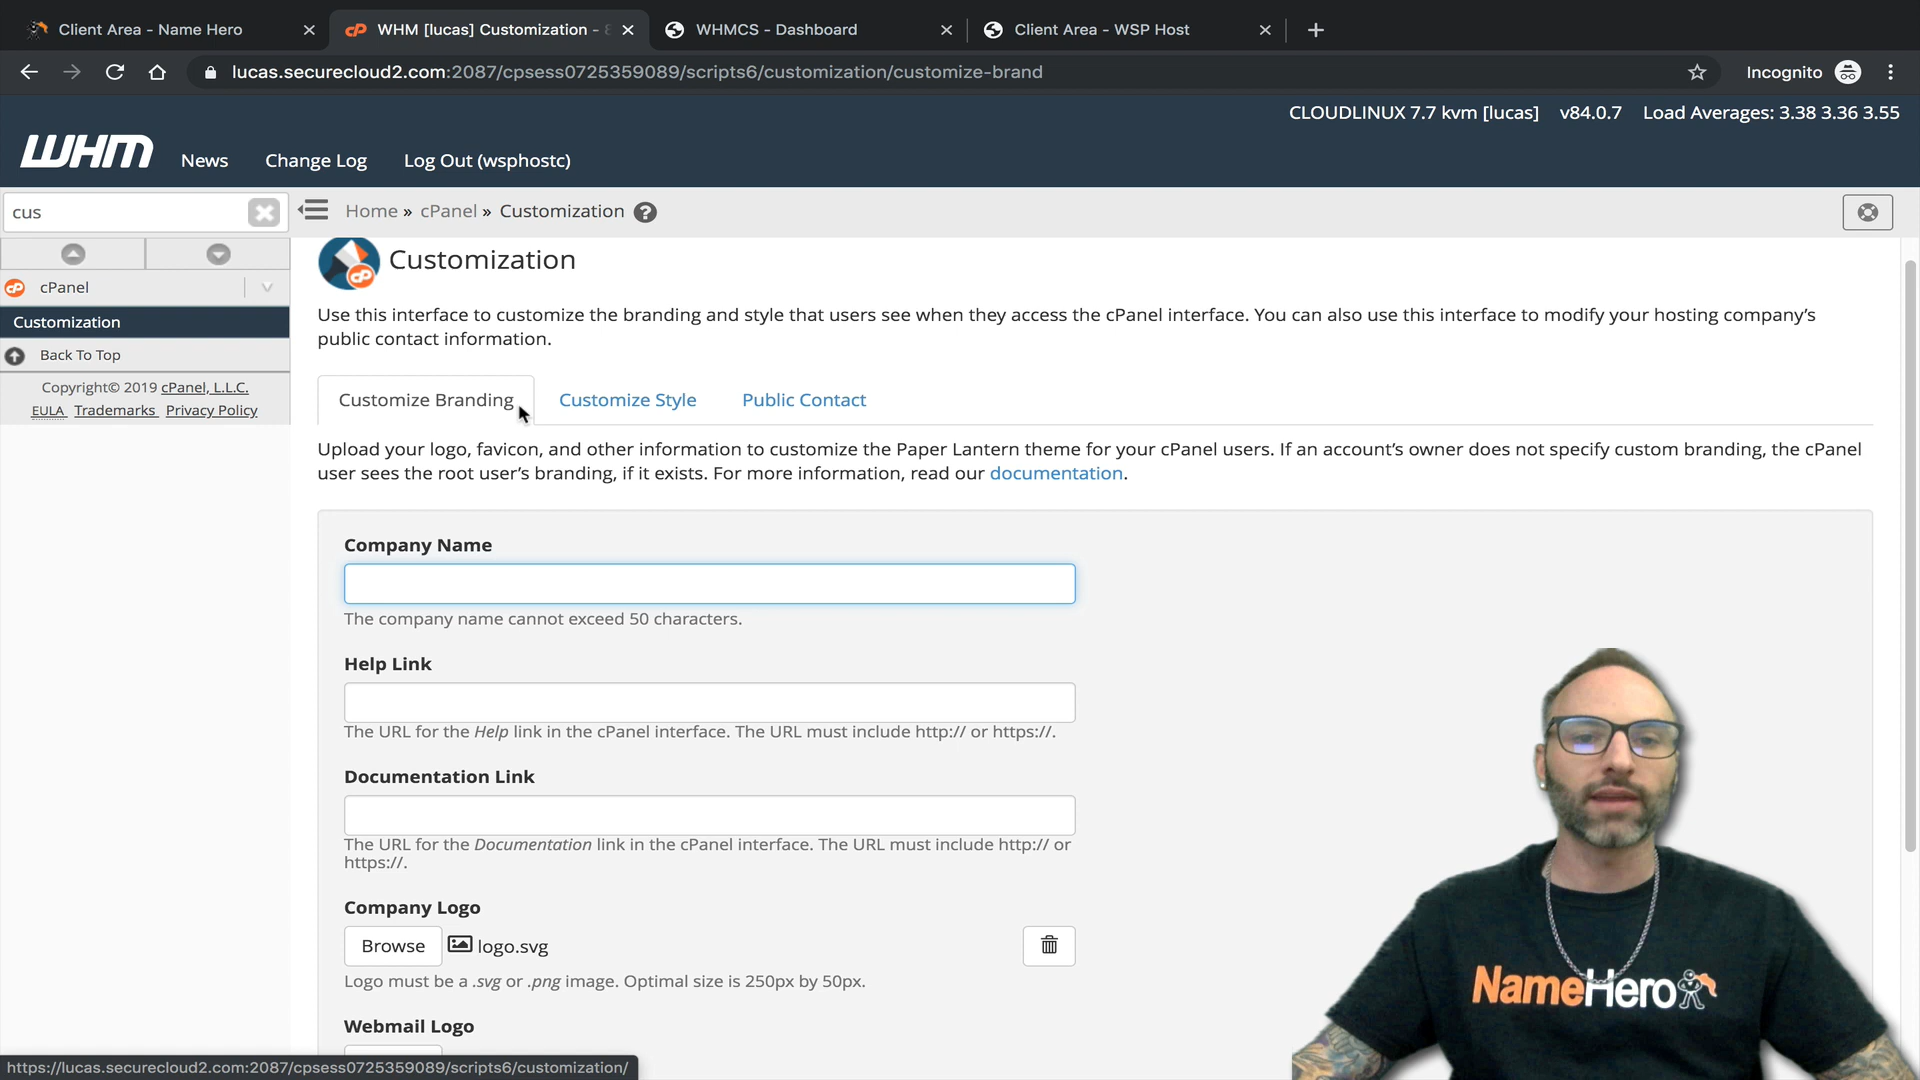 Client Area - Name Hero
WHM [lucas] Customization - 8
WHMCS - Dashboard
Client Area - WSP Host
lucas.securecloud2.com:2087/cpsess0725359089/scripts6/customization/customize-brand
Incognito
CLOUDLINUX 7.7 kvm [lucas] v84.0.7 Load Averages: 3.38 3.36 3.55
WHM
News
Change Log
Log Out (wsphostc)
cus
Home » cPanel » Customization
cPanel
Customization
Back To Top
Copyright© 2019 cPanel, L.L.C.
EULA Trademarks Privacy Policy
Customization
Use this interface to customize the branding and style that users see when they access the cPanel interface. You can also use this interface to modify your hosting company's
public contact information.
Customize Branding
Customize Style
Public Contact
Upload your logo, favicon, and other information to customize the Paper Lantern theme for your cPanel users. If an account's owner does not specify custom branding, the cPanel
user sees the root user's branding, if it exists. For more information, read our documentation.
Company Name
The company name cannot exceed 50 characters.
Help Link
The URL for the Help link in the cPanel interface. The URL must include http:// or https://.
Documentation Link
The URL for the Documentation link in the cPanel interface. The URL must include http:// or
https://.
Company Logo
Browse
logo.svg
Logo must be a .svg or .png image. Optimal size is 250px by 50px.
Webmail Logo
NameHero
https://lucas.securecloud2.com:2087/cpsess0725359089/scripts6/customization/